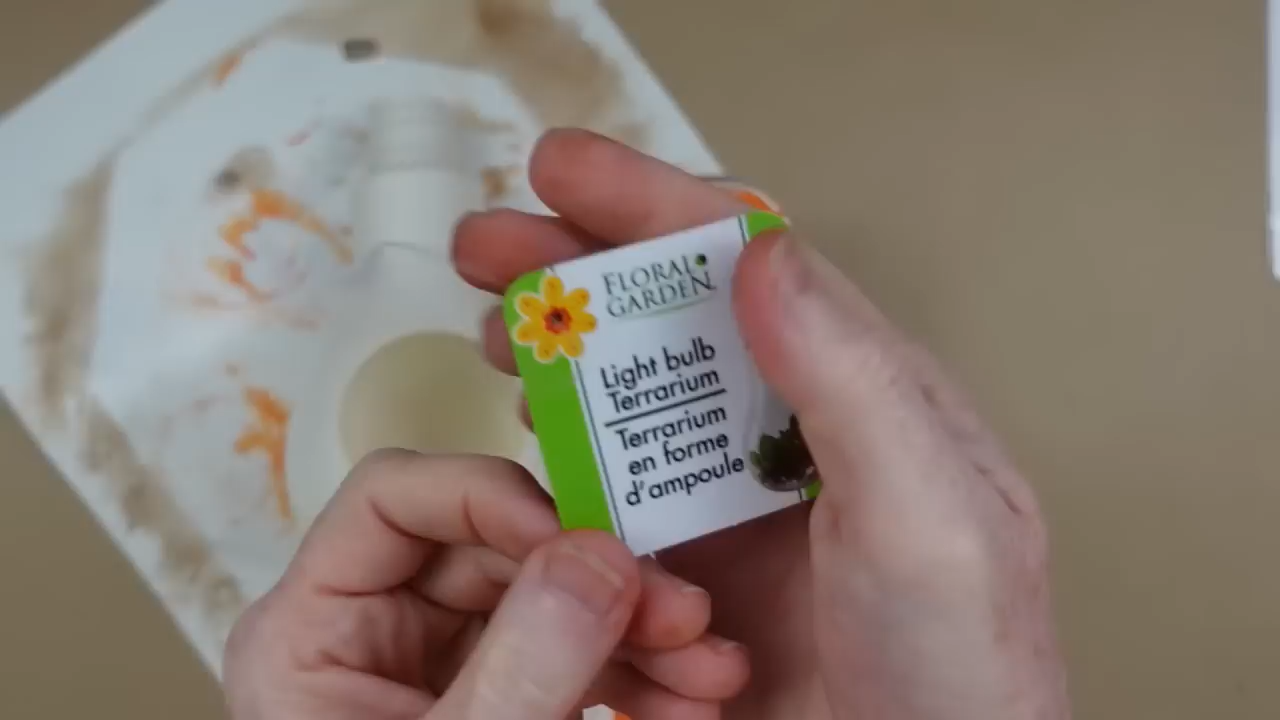 FLORAL
GARDEN
Light bulb
Terrarium
Terrarium
en forme
d'ampoule